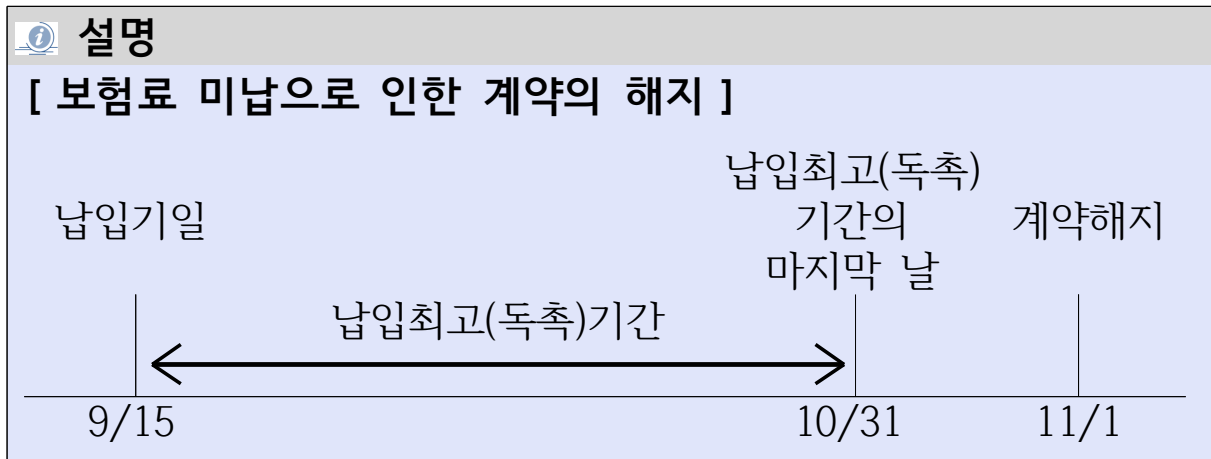 설명
[ 보험료 미납으로 인한 계약의 해지 ]
납입기일
납입최고(독촉)
기간의
마지막 날
계약해지
납입최고(독촉)기간
9/15
10/31
11/1